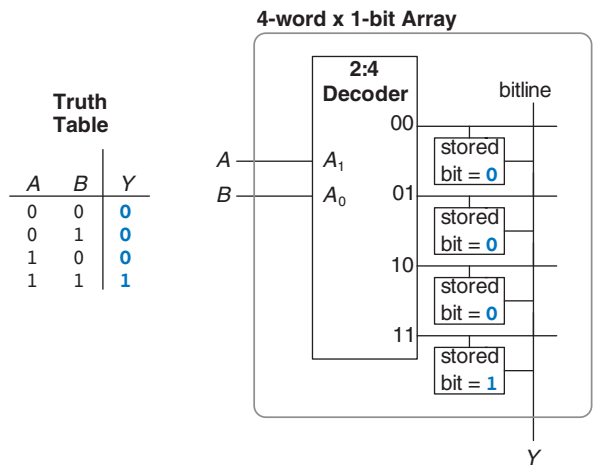 4-word x 1-bit Array
Truth
Table
A B Y
0 0 0
0 1 0
1 0 0
1 1 1
2:4
Decoder
bitline
A
B
A1
A0
00
stored
bit = 0
01
stored
bit = 0
10
stored
bit = 0
11
stored
bit = 1
Y